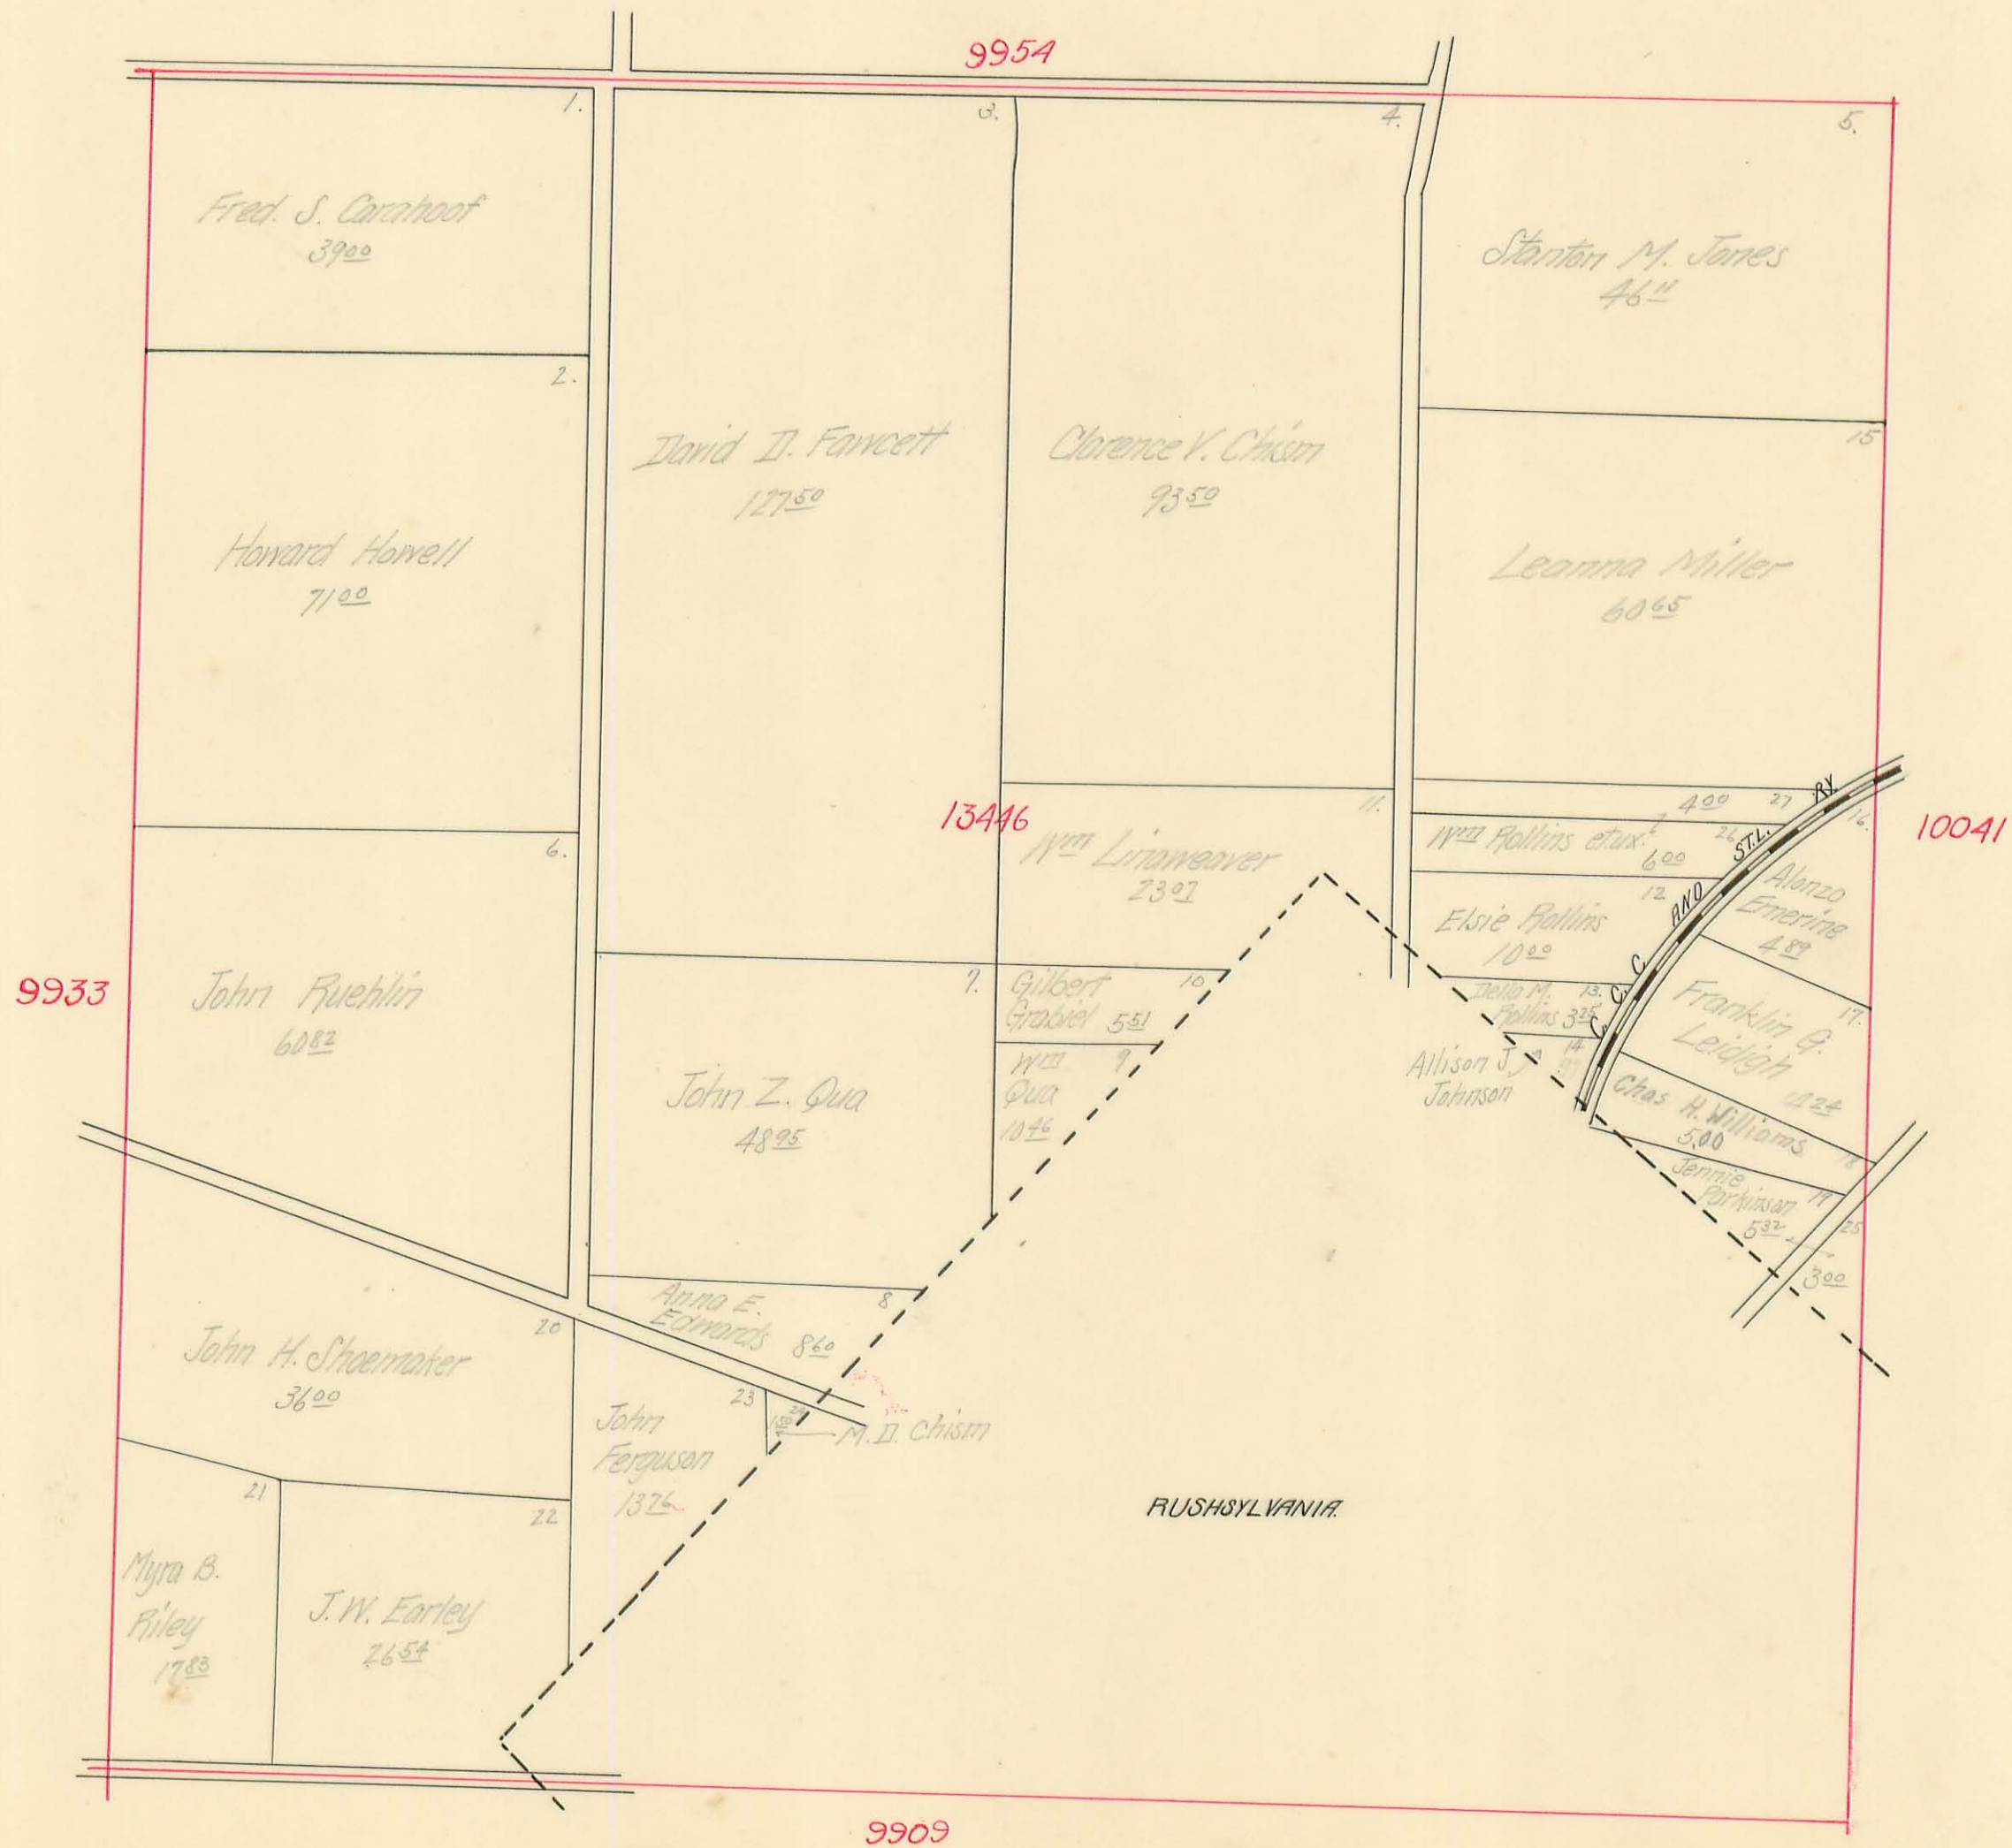 9954
1.
3.
4.
5.
Fred. S. Carahoof
39 00
Stanton M. Jones
46 11
2.
15
David D. Fawcett
127 50
Clarence V. Chism
93 50
Howard Howell
71 00
Leanna Miller
60 65
13446
11.
Wm Linaweaver
23 07
4 00
27
Wm Rollins et ux.
26
6 00
12
Elsie Rollins
10 00
C. C. C. AND ST.L. RY.
16.
10041
Alonzo
Emerine
4 89
6.
9933
John Ruehlin
60 82
7.
Gilbert
Grabiel 5 51
10
Wm
Qua
10 46
9
Della M.
Rollins 3 25
13.
14
Allison J.
Johnson
17.
Franklin G.
Leidigh
24
John Z. Qua
48 95
Chas H. Williams
5.00
18
Jennie
Parkinson
5 32
19
25
3 00
Anna E.
Edwards 8 60
8
20
John H. Shoemaker
36 00
23
John
Ferguson
13 76
24
1 50
M. D. Chism
21
22
Myra B.
Riley
17 83
J. W. Earley
26 54
RUSHSYLVANIA.
9909